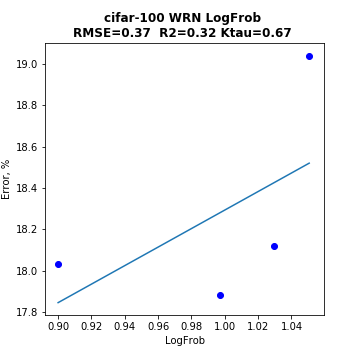 cifar-100 WRN LogFrob
RMSE=0.37  R2=0.32 Ktau=0.67
Error, %
19.0
18.8
18.6
18.4
18.2
18.0
17.8
0.90 0.92 0.94 0.96 0.98 1.00 1.02 1.04
LogFrob